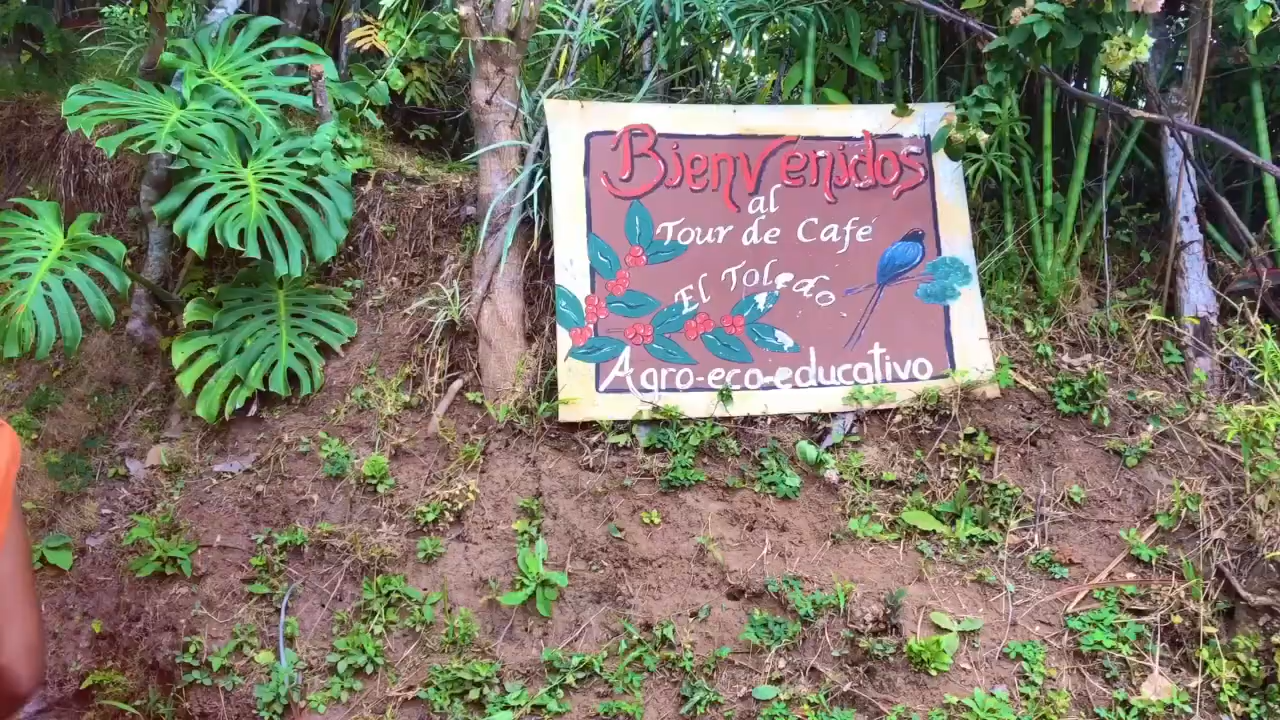 Bienvenidos
al
Tour de Café
El Toledo
Agro-eco-educativo